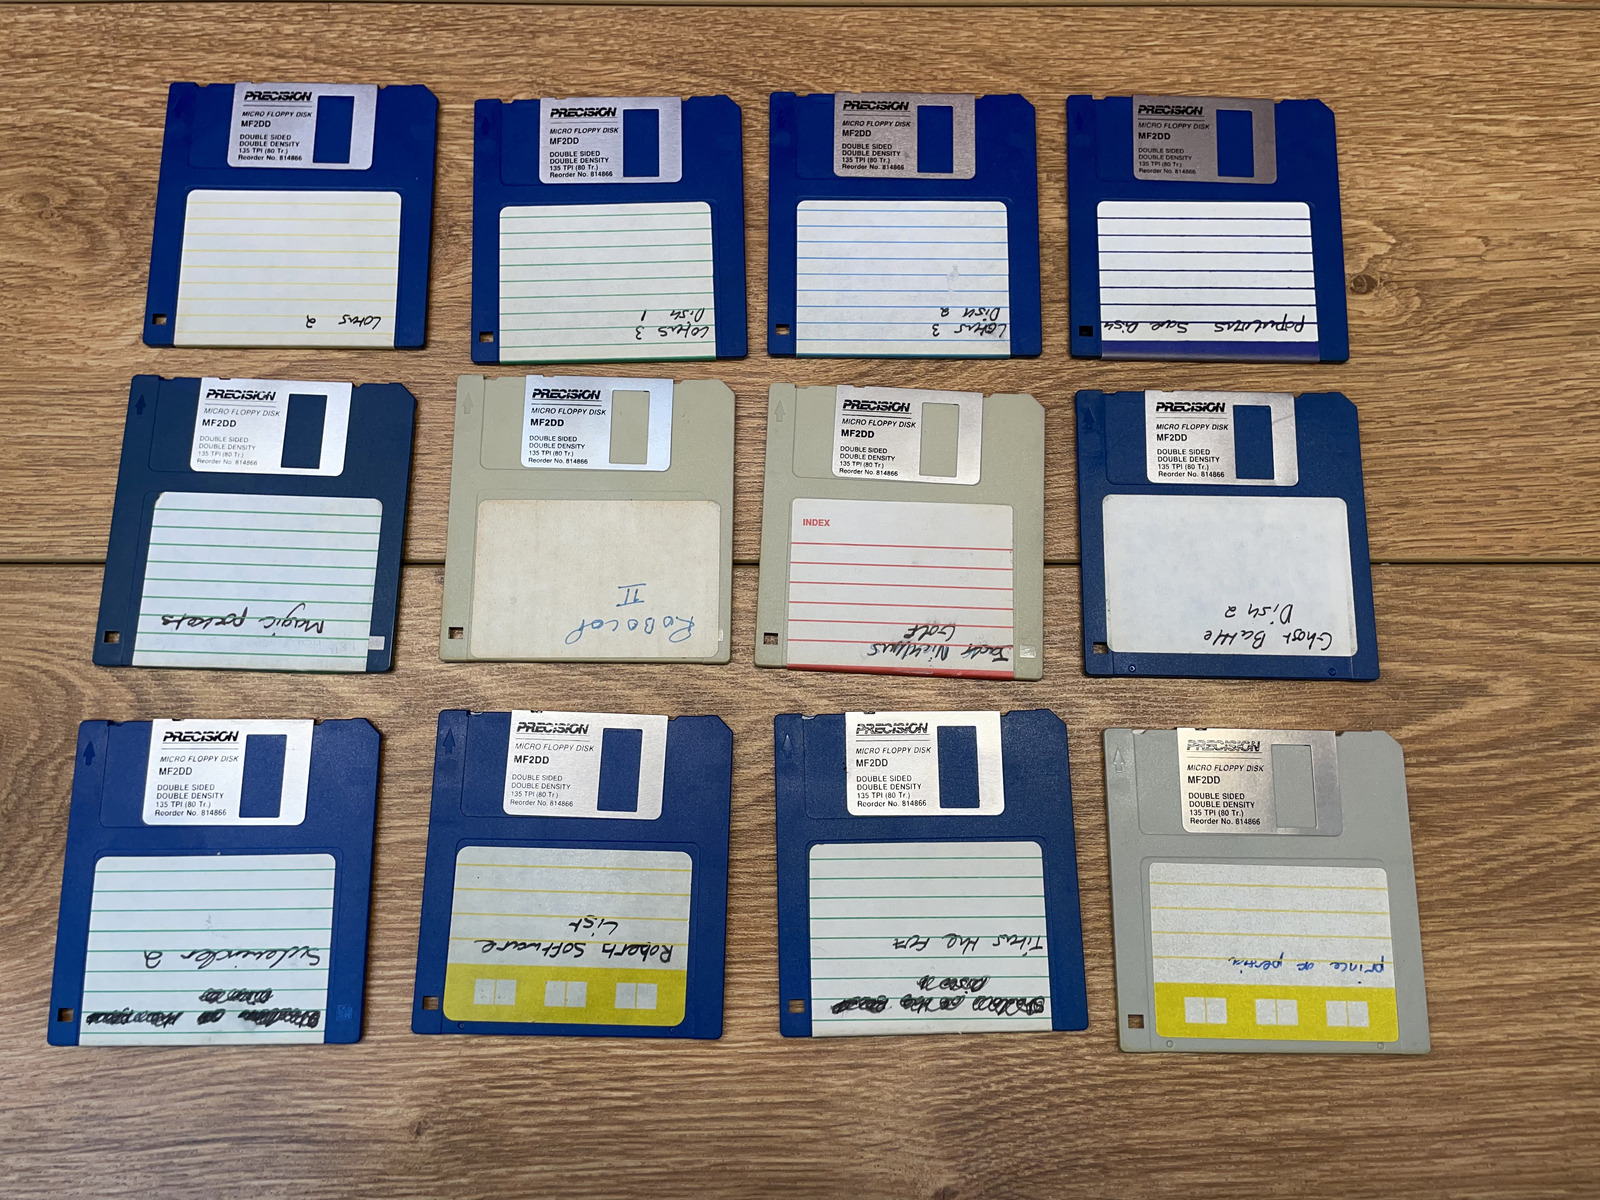 PRECISION
MICRO FLOPPY DISK
MF2DD
DOUBLE SIDED
DOUBLE DENSITY
135 TPI (80 Tr.)
Reorder No. 814866
Lotus 2
PRECISION
MICRO FLOPPY DISK
MF2DD
DOUBLE SIDED
DOUBLE DENSITY
135 TPI (80 Tr.)
Reorder No. 814866
Lotus 3
Disk 1
PRECISION
MICRO FLOPPY DISK
MF2DD
DOUBLE SIDED
DOUBLE DENSITY
135 TPI (80 Tr.)
Reorder No. 814866
Lotus 3
Disk 2
PRECISION
MICRO FLOPPY DISK
MF2DD
DOUBLE SIDED
DOUBLE DENSITY
135 TPI (80 Tr.)
Reorder No. 814866
populous Save Disk
PRECISION
MICRO FLOPPY DISK
MF2DD
DOUBLE SIDED
DOUBLE DENSITY
135 TPI (80 Tr.)
Reorder No. 814866
Magic pockets
PRECISION
MICRO FLOPPY DISK
MF2DD
DOUBLE SIDED
DOUBLE DENSITY
135 TPI (80 Tr.)
Reorder No. 814866
RoBocoP
II
PRECISION
MICRO FLOPPY DISK
MF2DD
DOUBLE SIDED
DOUBLE DENSITY
135 TPI (80 Tr.)
Reorder No. 814866
INDEX
Jack Nicklaus
Golf
PRECISION
MICRO FLOPPY DISK
MF2DD
DOUBLE SIDED
DOUBLE DENSITY
135 TPI (80 Tr.)
Reorder No. 814866
Ghost Battle
Disk 2
PRECISION
MICRO FLOPPY DISK
MF2DD
DOUBLE SIDED
DOUBLE DENSITY
135 TPI (80 Tr.)
Reorder No. 814866
Sidewinder 2
PRECISION
MICRO FLOPPY DISK
MF2DD
DOUBLE SIDED
DOUBLE DENSITY
135 TPI (80 Tr.)
Reorder No. 814866
Roberts Software
List
PRECISION
MICRO FLOPPY DISK
MF2DD
DOUBLE SIDED
DOUBLE DENSITY
135 TPI (80 Tr.)
Reorder No. 814866
Titus the Fox
PRECISION
MICRO FLOPPY DISK
MF2DD
DOUBLE SIDED
DOUBLE DENSITY
135 TPI (80 Tr.)
Reorder No. 814866
prince of persia